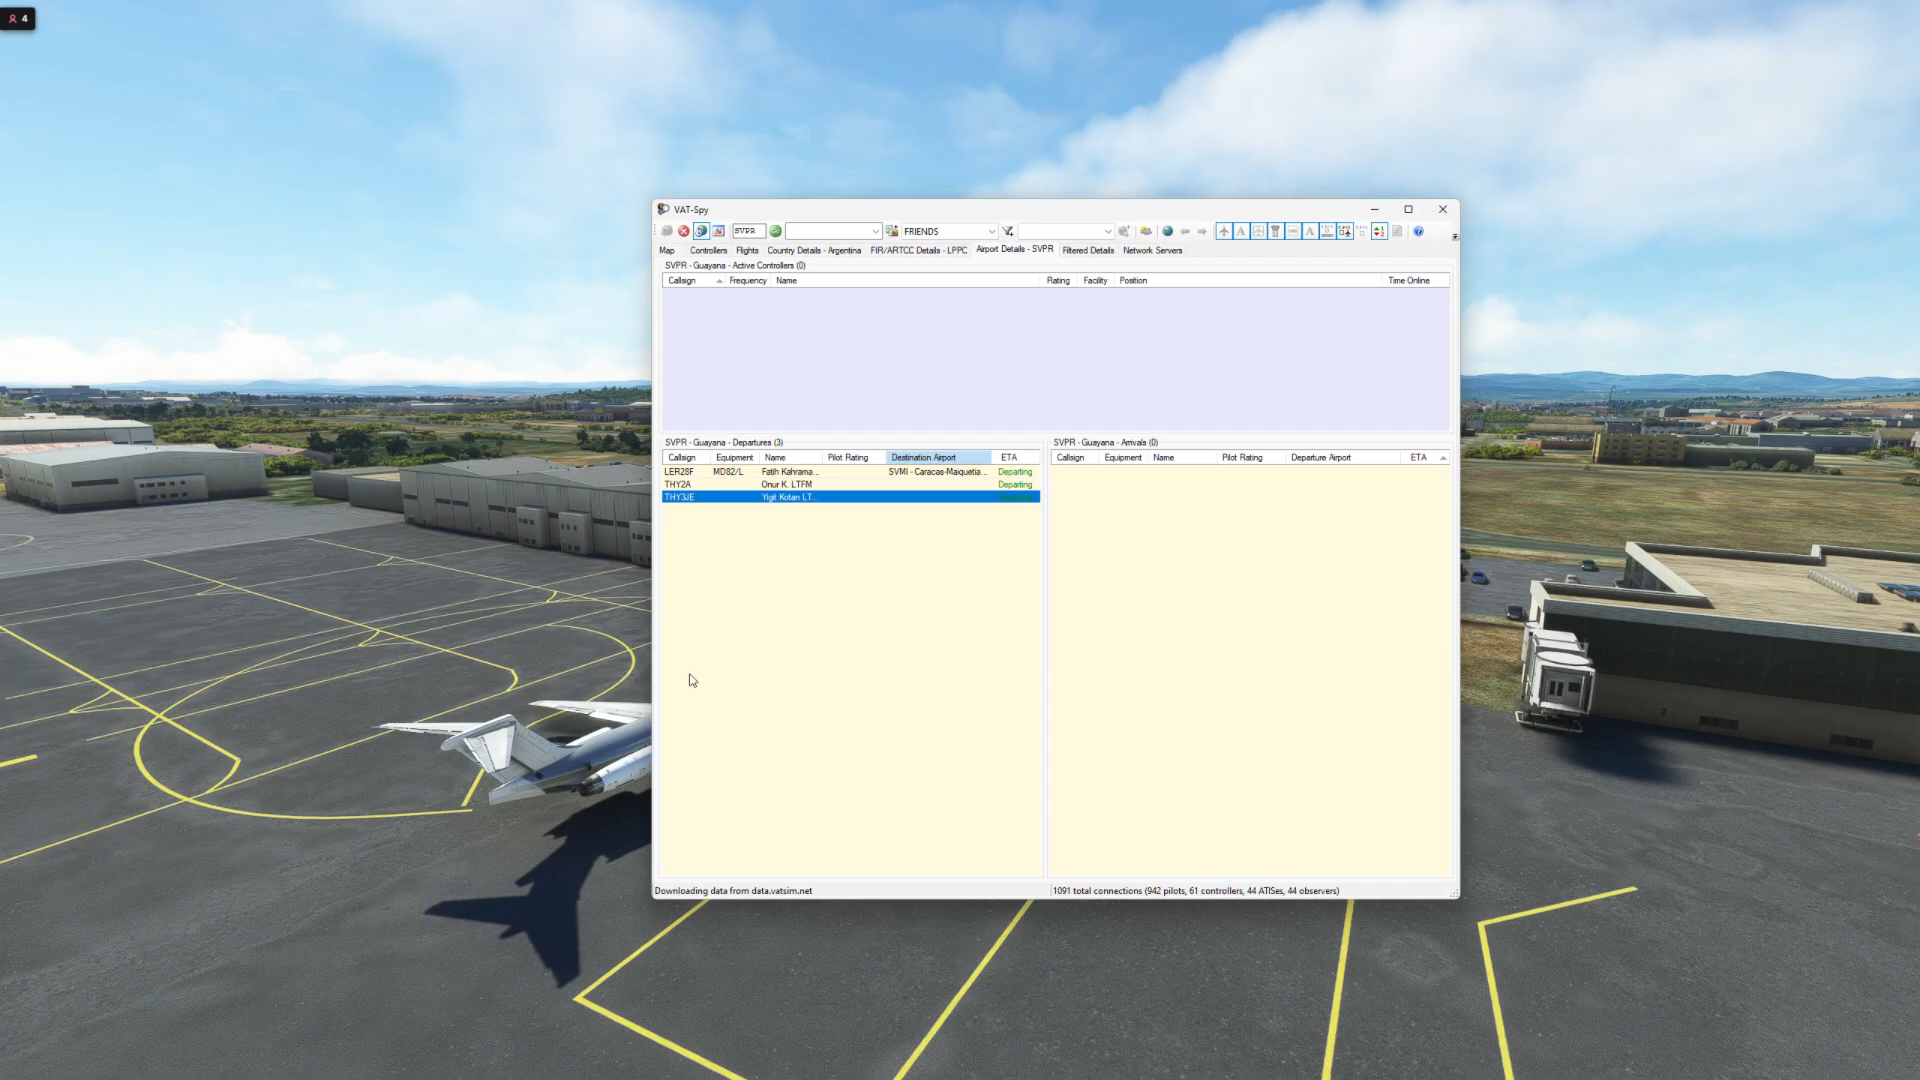 4
VAT-Spy
SVPR FRIENDS
Map Controllers Flights Country Details - Argentina FIR/ARTCC Details - LPPC Airport Details - SVPR Filtered Details Network Servers
SVPR - Guayana - Active Controllers (0)
Callsign Frequency Name Rating Facility Position Time Online
SVPR - Guayana - Departures (3)
Callsign Equipment Name Pilot Rating Destination Airport ETA
LER28F MD82/L Fatih Kahrama... SVMI - Caracas-Maiquetia... Departing
THY2A Onur K. LTFM Departing
THY3JE Yigit Kotan LT... Departing
SVPR - Guayana - Arrivals (0)
Callsign Equipment Name Pilot Rating Departure Airport ETA
Downloading data from data.vatsim.net
1091 total connections (942 pilots, 61 controllers, 44 ATISes, 44 observers)